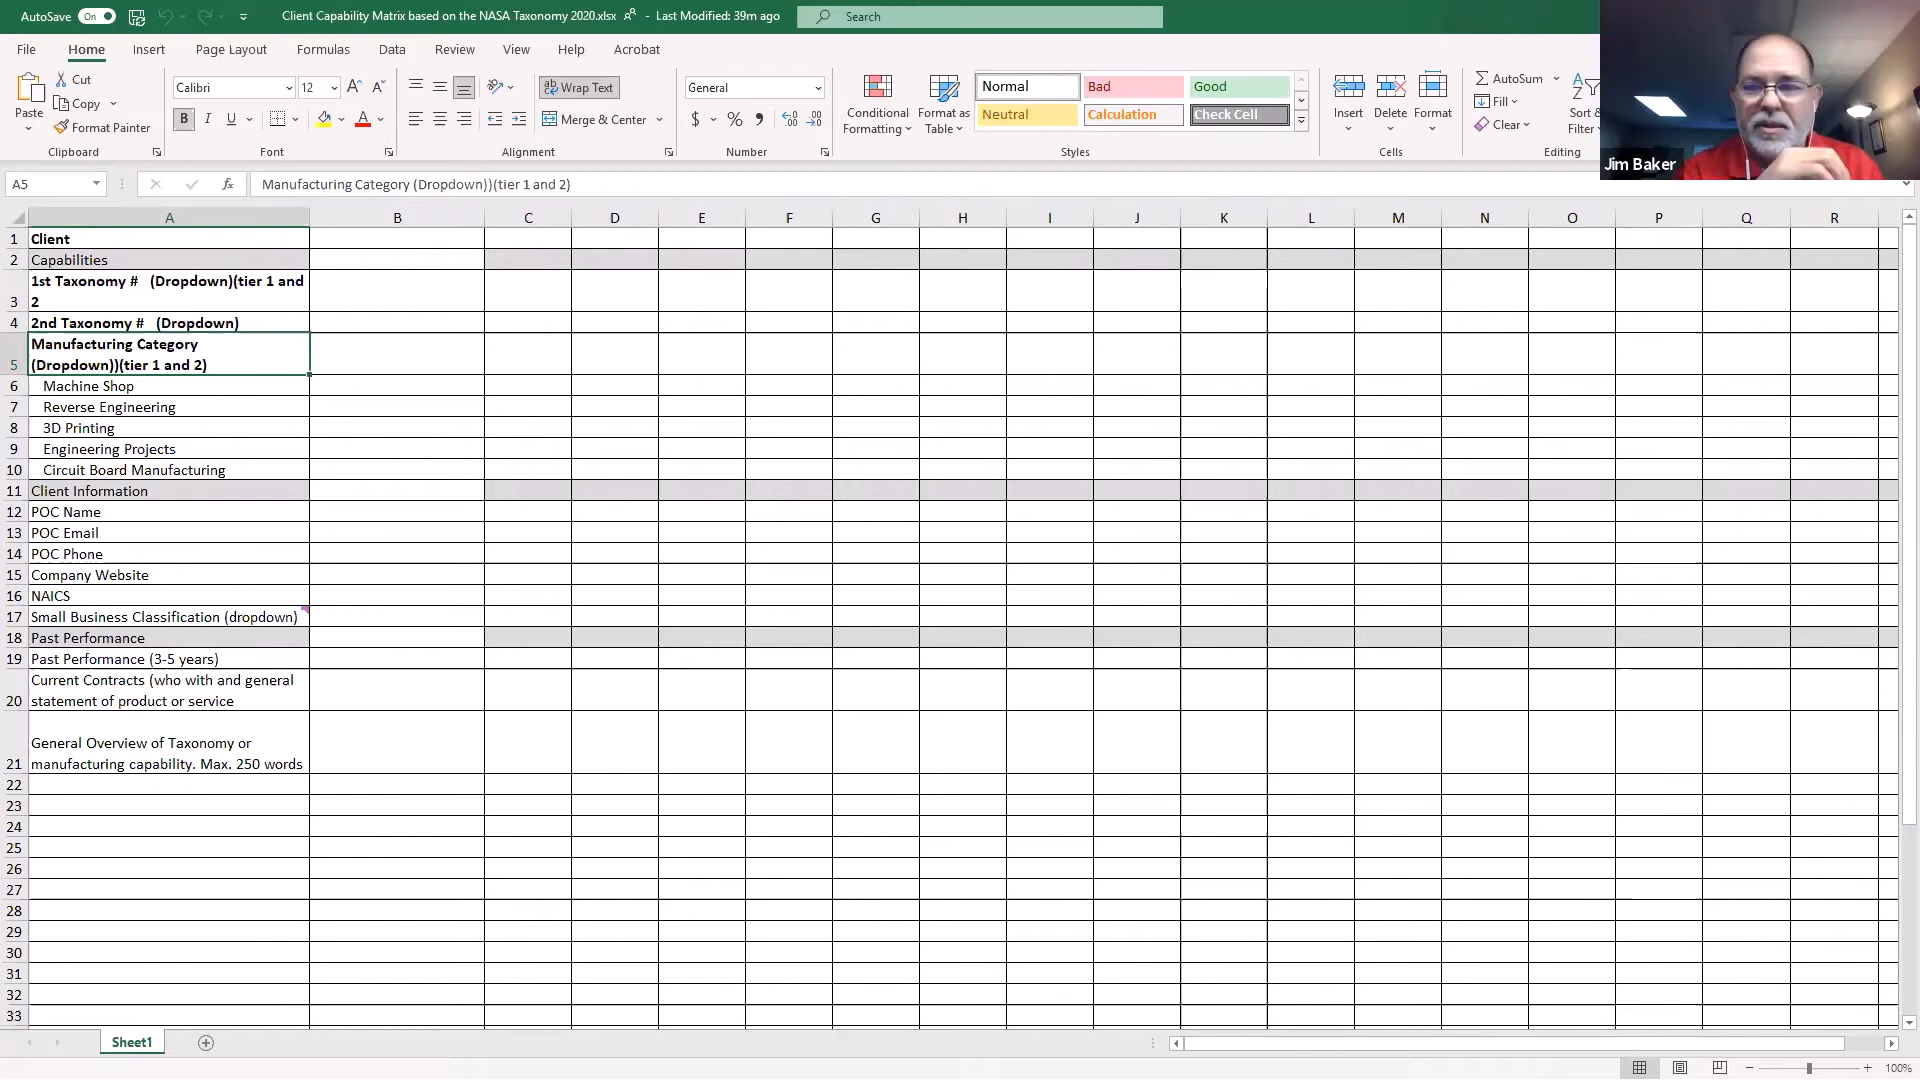 AutoSave On Client Capability Matrix based on the NASA Taxonomy 2020.xlsx - Last Modified: 39m ago Search
File Home Insert Page Layout Formulas Data Review View Help Acrobat
Paste
Cut
Copy
Format Painter
Clipboard
Calibri 12
B I U
Font
Wrap Text
Merge & Center
Alignment
General
$ % 9
Number
Conditional
Formatting
Format as
Table
Normal Bad Good
Neutral Calculation Check Cell
Styles
Insert Delete Format
Cells
AutoSum
Fill
Clear
Sort
Filter
Editing
Jim Baker
A5 fx Manufacturing Category (Dropdown))(tier 1 and 2)
A B C D E F G H I J K L M N O P Q R
1 Client
2 Capabilities
1st Taxonomy # (Dropdown)(tier 1 and
3 2
4 2nd Taxonomy # (Dropdown)
Manufacturing Category
5 (Dropdown))(tier 1 and 2)
6 Machine Shop
7 Reverse Engineering
8 3D Printing
9 Engineering Projects
10 Circuit Board Manufacturing
11 Client Information
12 POC Name
13 POC Email
14 POC Phone
15 Company Website
16 NAICS
17 Small Business Classification (dropdown)
18 Past Performance
19 Past Performance (3-5 years)
Current Contracts (who with and general
20 statement of product or service
General Overview of Taxonomy or
21 manufacturing capability. Max. 250 words
22
23
24
25
26
27
28
29
30
31
32
33
Sheet1
100%